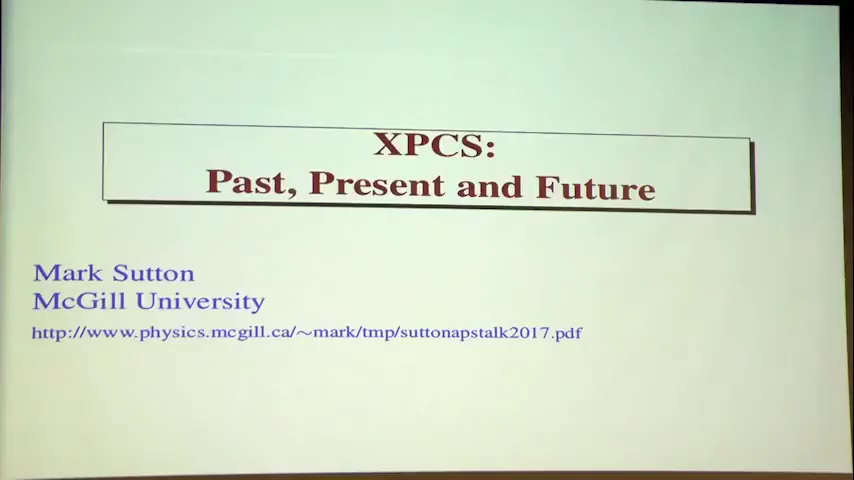 XPCS:
Past, Present and Future
Mark Sutton
McGill University
http://www.physics.mcgill.ca/~mark/tmp/suttonapstalk2017.pdf